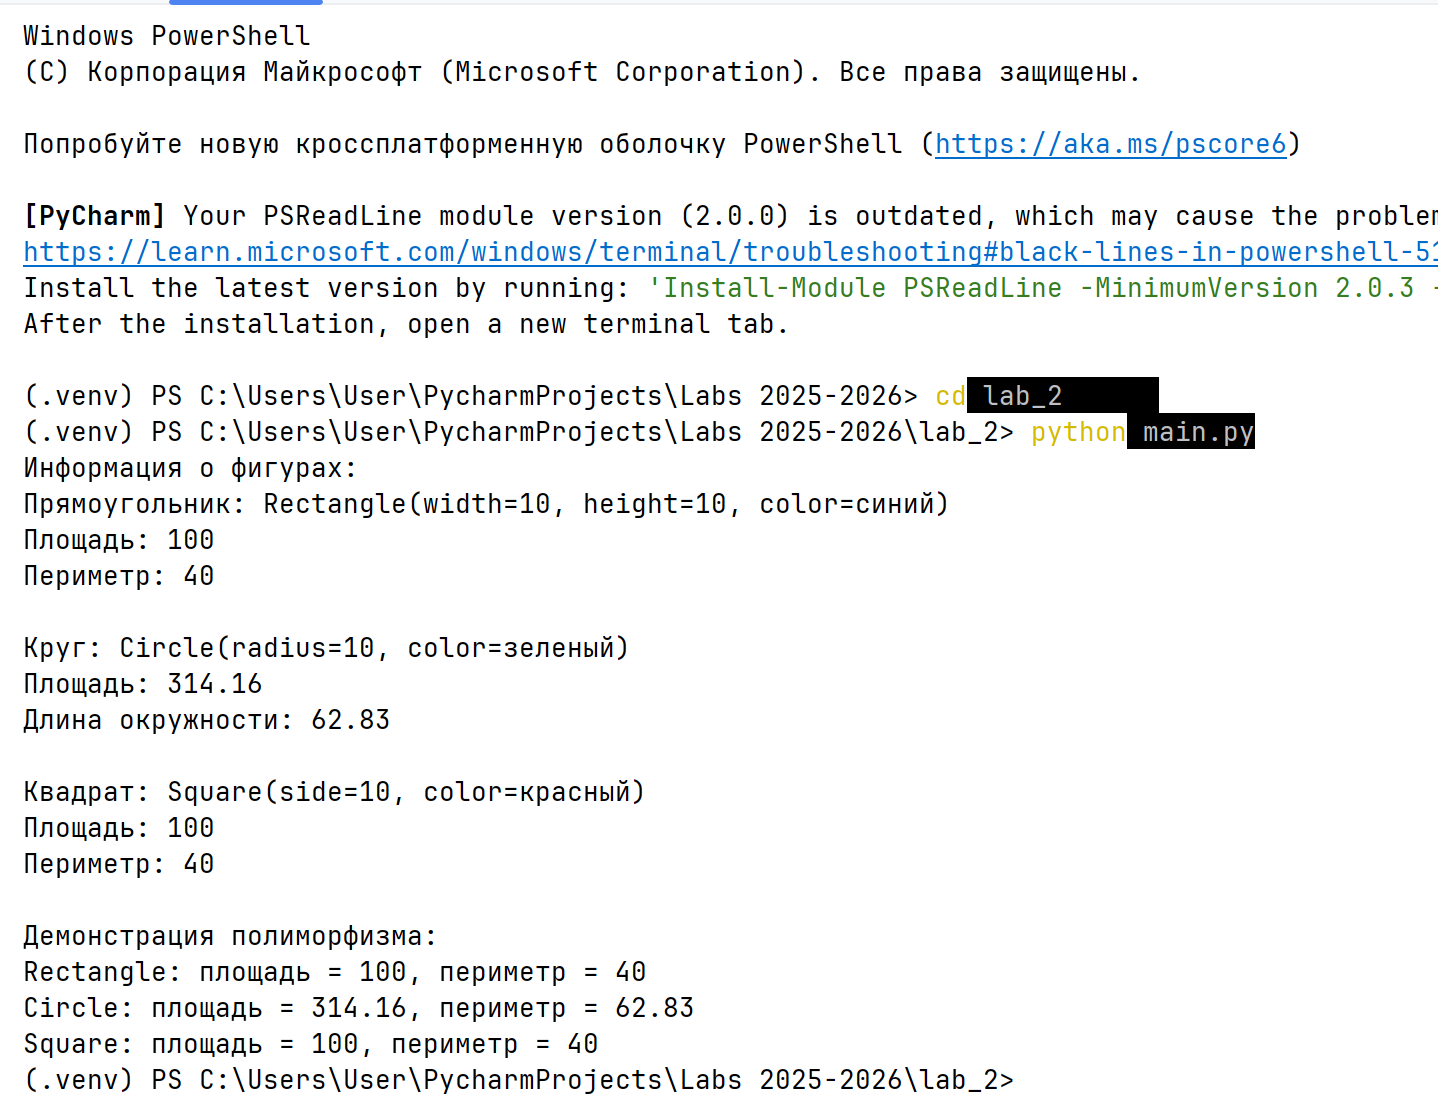 Windows PowerShell
(C) Корпорация Майкрософт (Microsoft Corporation). Все права защищены.
Попробуйте новую кроссплатформенную оболочку PowerShell (https://aka.ms/pscore6)
[PyCharm] Your PSReadLine module version (2.0.0) is outdated, which may cause the problem
https://learn.microsoft.com/windows/terminal/troubleshooting#black-lines-in-powershell-51
Install the latest version by running: 'Install-Module PSReadLine -MinimumVersion 2.0.3 -
After the installation, open a new terminal tab.
(.venv) PS C:\Users\User\PycharmProjects\Labs 2025-2026> cd lab_2
(.venv) PS C:\Users\User\PycharmProjects\Labs 2025-2026\lab_2> python main.py
Информация о фигурах:
Прямоугольник: Rectangle(width=10, height=10, color=синий)
Площадь: 100
Периметр: 40
Круг: Circle(radius=10, color=зеленый)
Площадь: 314.16
Длина окружности: 62.83
Квадрат: Square(side=10, color=красный)
Площадь: 100
Периметр: 40
Демонстрация полиморфизма:
Rectangle: площадь = 100, периметр = 40
Circle: площадь = 314.16, периметр = 62.83
Square: площадь = 100, периметр = 40
(.venv) PS C:\Users\User\PycharmProjects\Labs 2025-2026\lab_2>